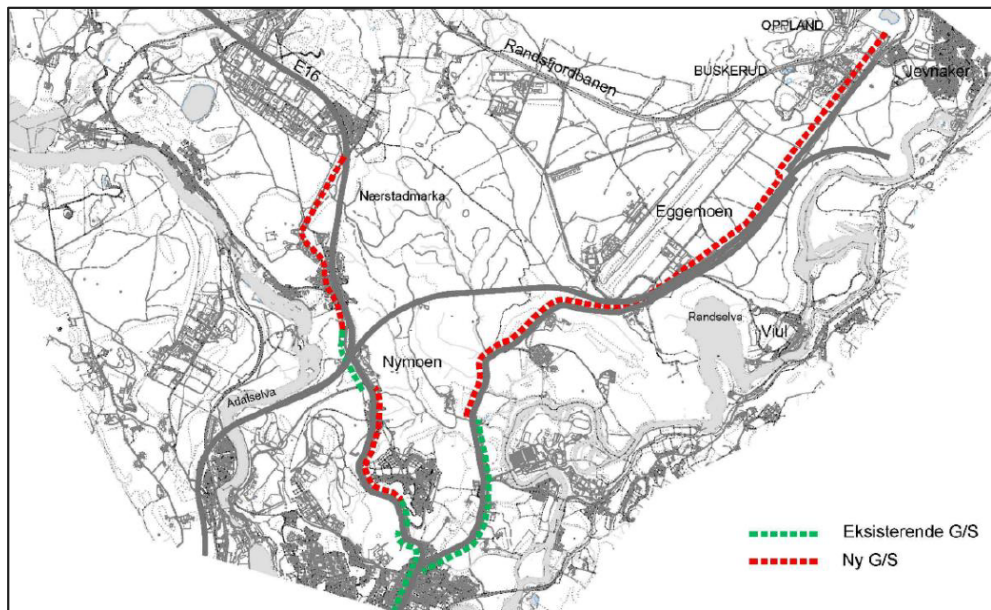 OPPLAND
BUSKERUD
Jevnaker
Randsfjordbanen
E16
Nærstadmarka
Eggemoen
Randselva
Viul
Nymoen
Ådalselva
Eksisterende G/S
Ny G/S